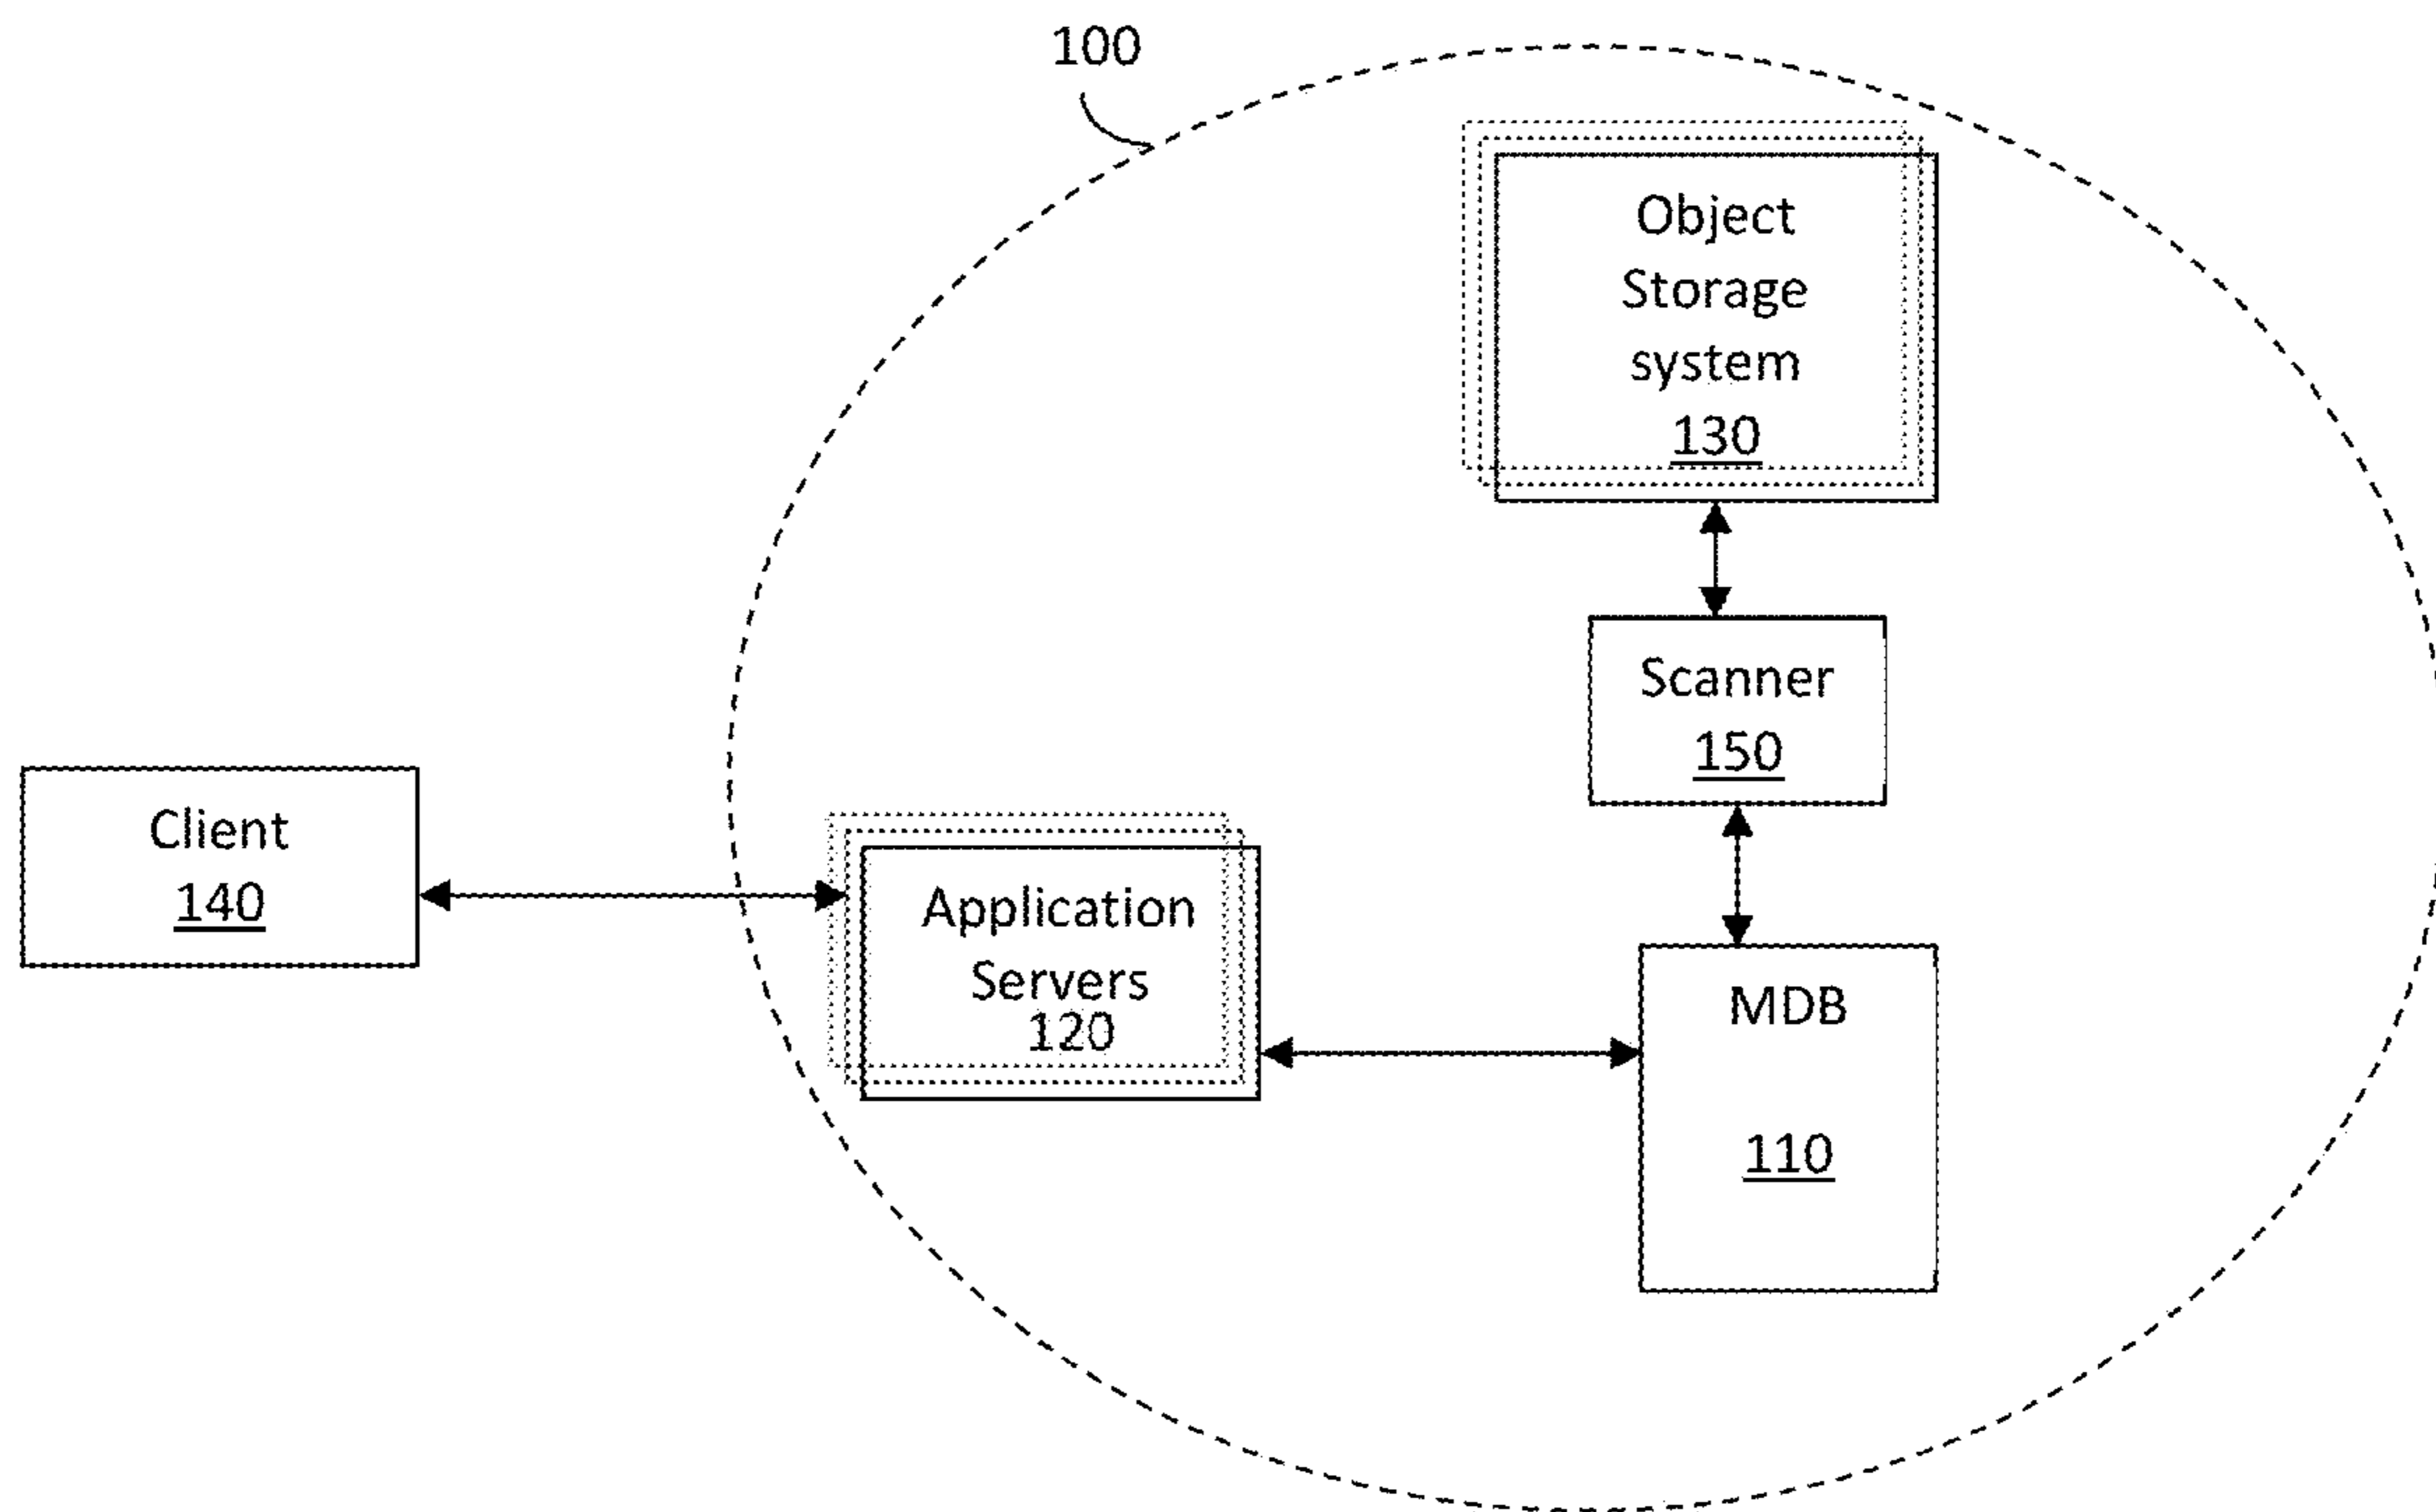 100
Object
Storage
system
130
Scanner
150
Client
140
Application
Servers
120
MDB
110